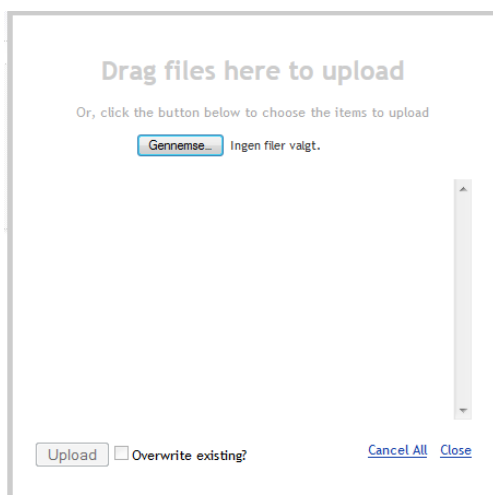 Drag files here to upload
Or, click the button below to choose the items to upload
Gennemse... Ingen filer valgt.
Upload Overwrite existing? Cancel All Close